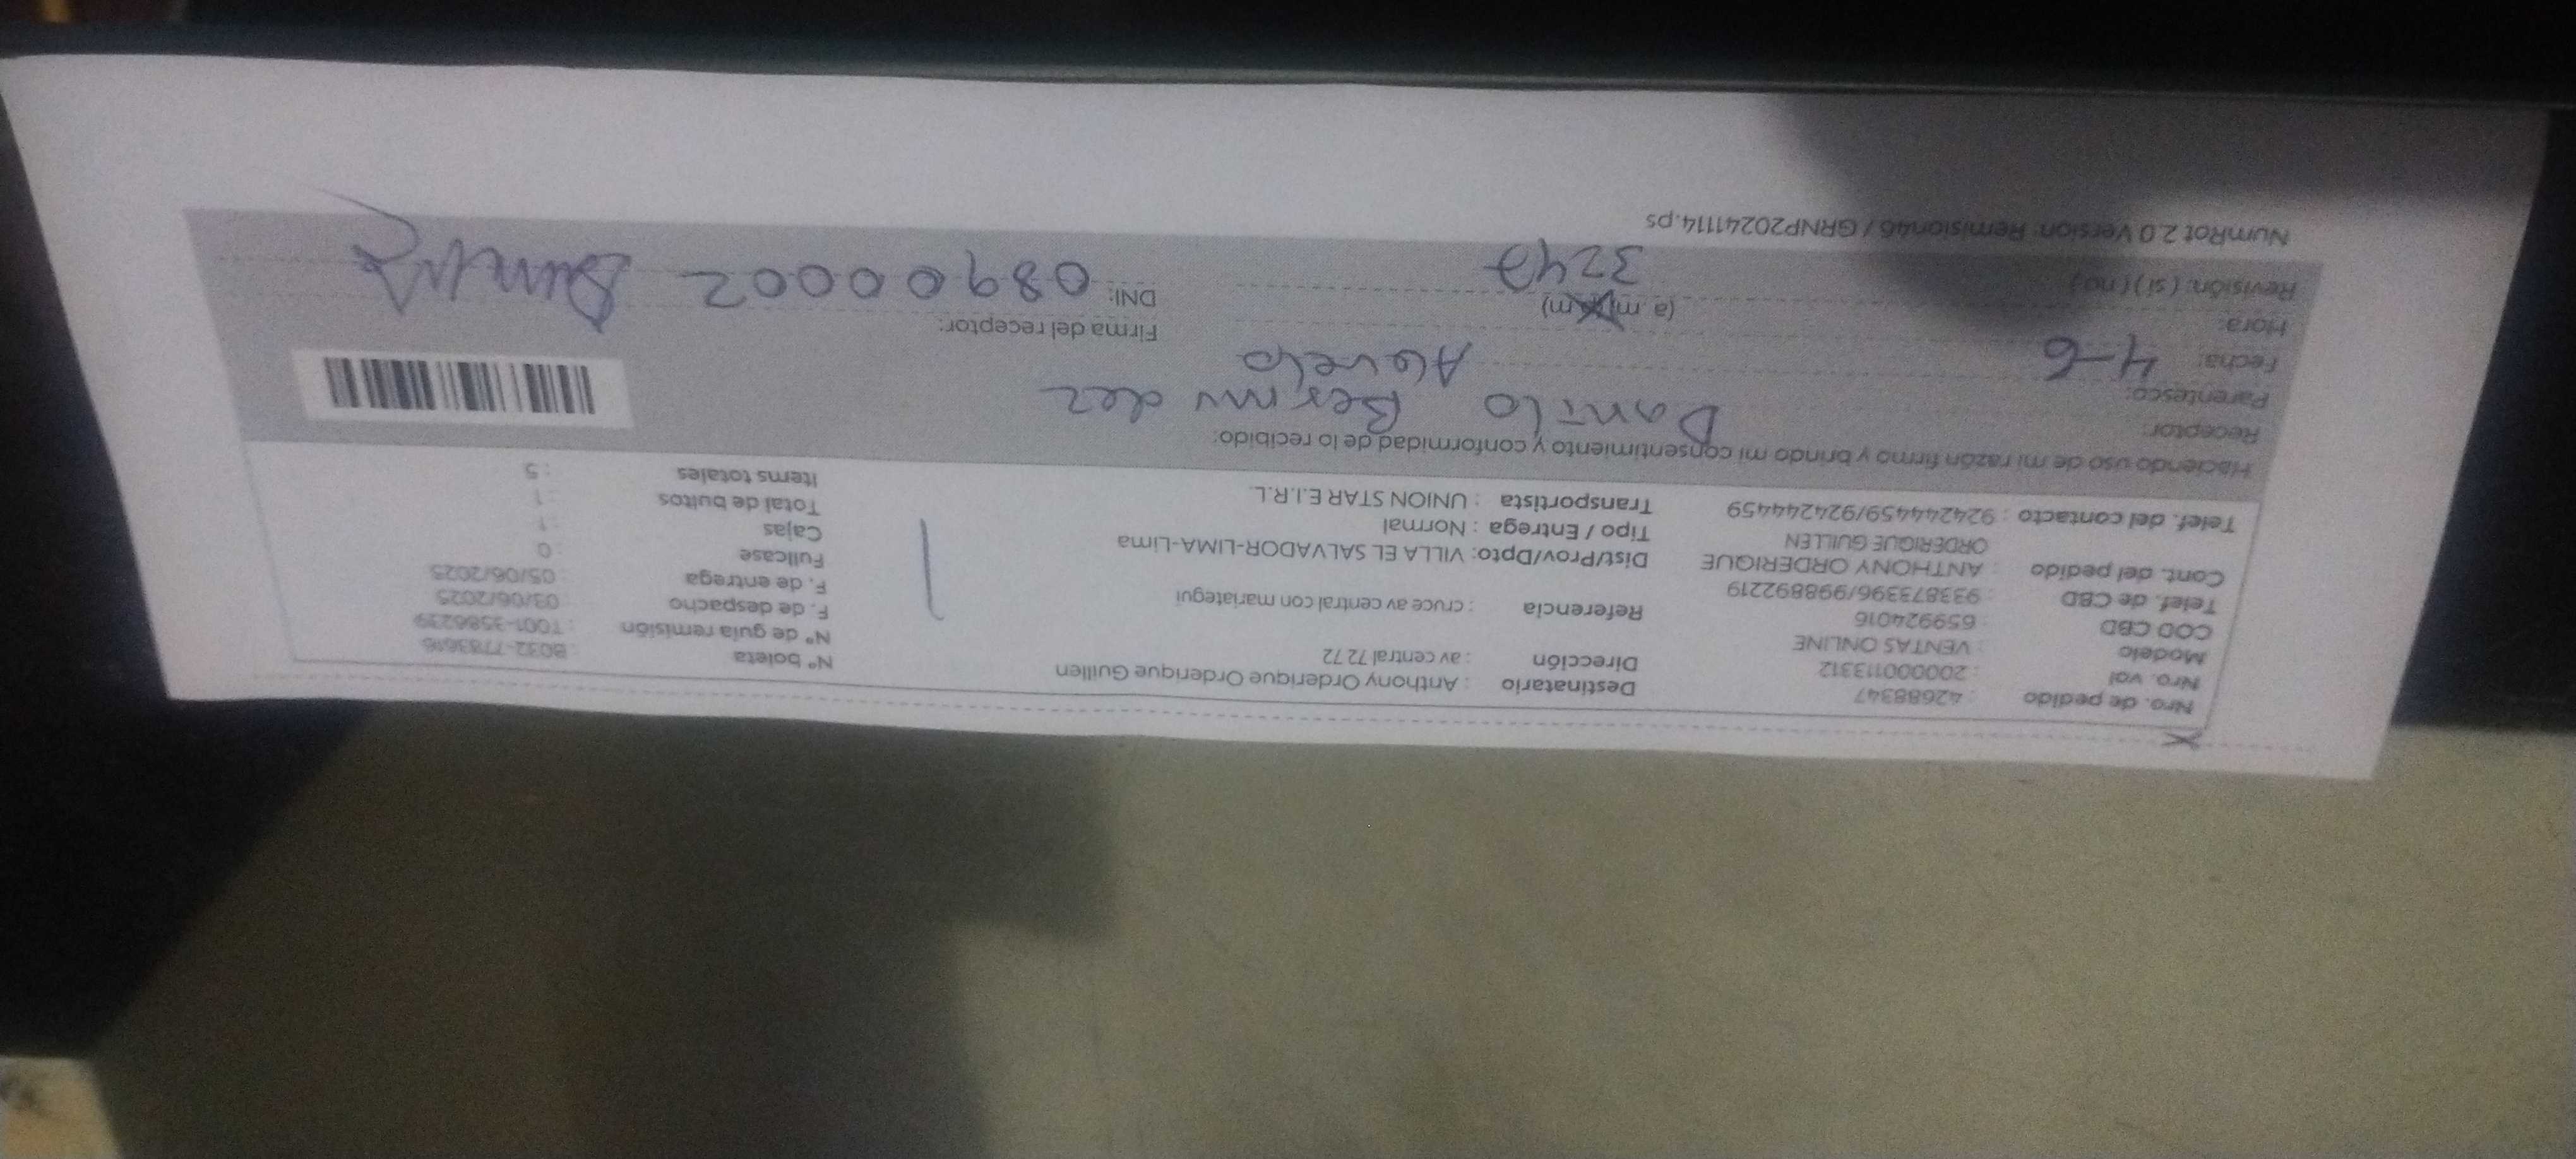 Nro. de pedido : 42688347
Nro. val : 200000113312
Modelo : VENTAS ONLINE
COD CBD : 659924016
Telef. de CBD : 933873396/998892219
Cont. del pedido : ANTHONY ORDERIQUE
ORDERIQUE GUILLEN
Telef. del contacto : 924244459/924244459
Destinatario : Anthony Orderique Orderique Guillen
Dirección : av central 72 72
Referencia : cruce av central con mariategui
Dist/Prov/Dpto: VILLA EL SALVADOR-LIMA-Lima
Tipo / Entrega : Normal
Transportista : UNION STAR E.I.R.L.
N° boleta : B032-7783616
N° de guía remisión : T001-3586239
F. de despacho : 03/06/2025
F. de entrega : 05/06/2025
Fullcase : 0
Cajas : 1
Total de bultos : 1
Items totales : 5
Haciendo uso de mi razón firmo y brindo mi consentimiento y conformidad de lo recibido:
Receptor: Danilo Bermudez
Parentesco:
Fecha: 4-6
Hora: (a m/p m)
Revisión: (si) (no)
Firma del receptor:
DNI: 08900002
NumRot 2.0 Version: Remision46 / GRNP20241114.ps